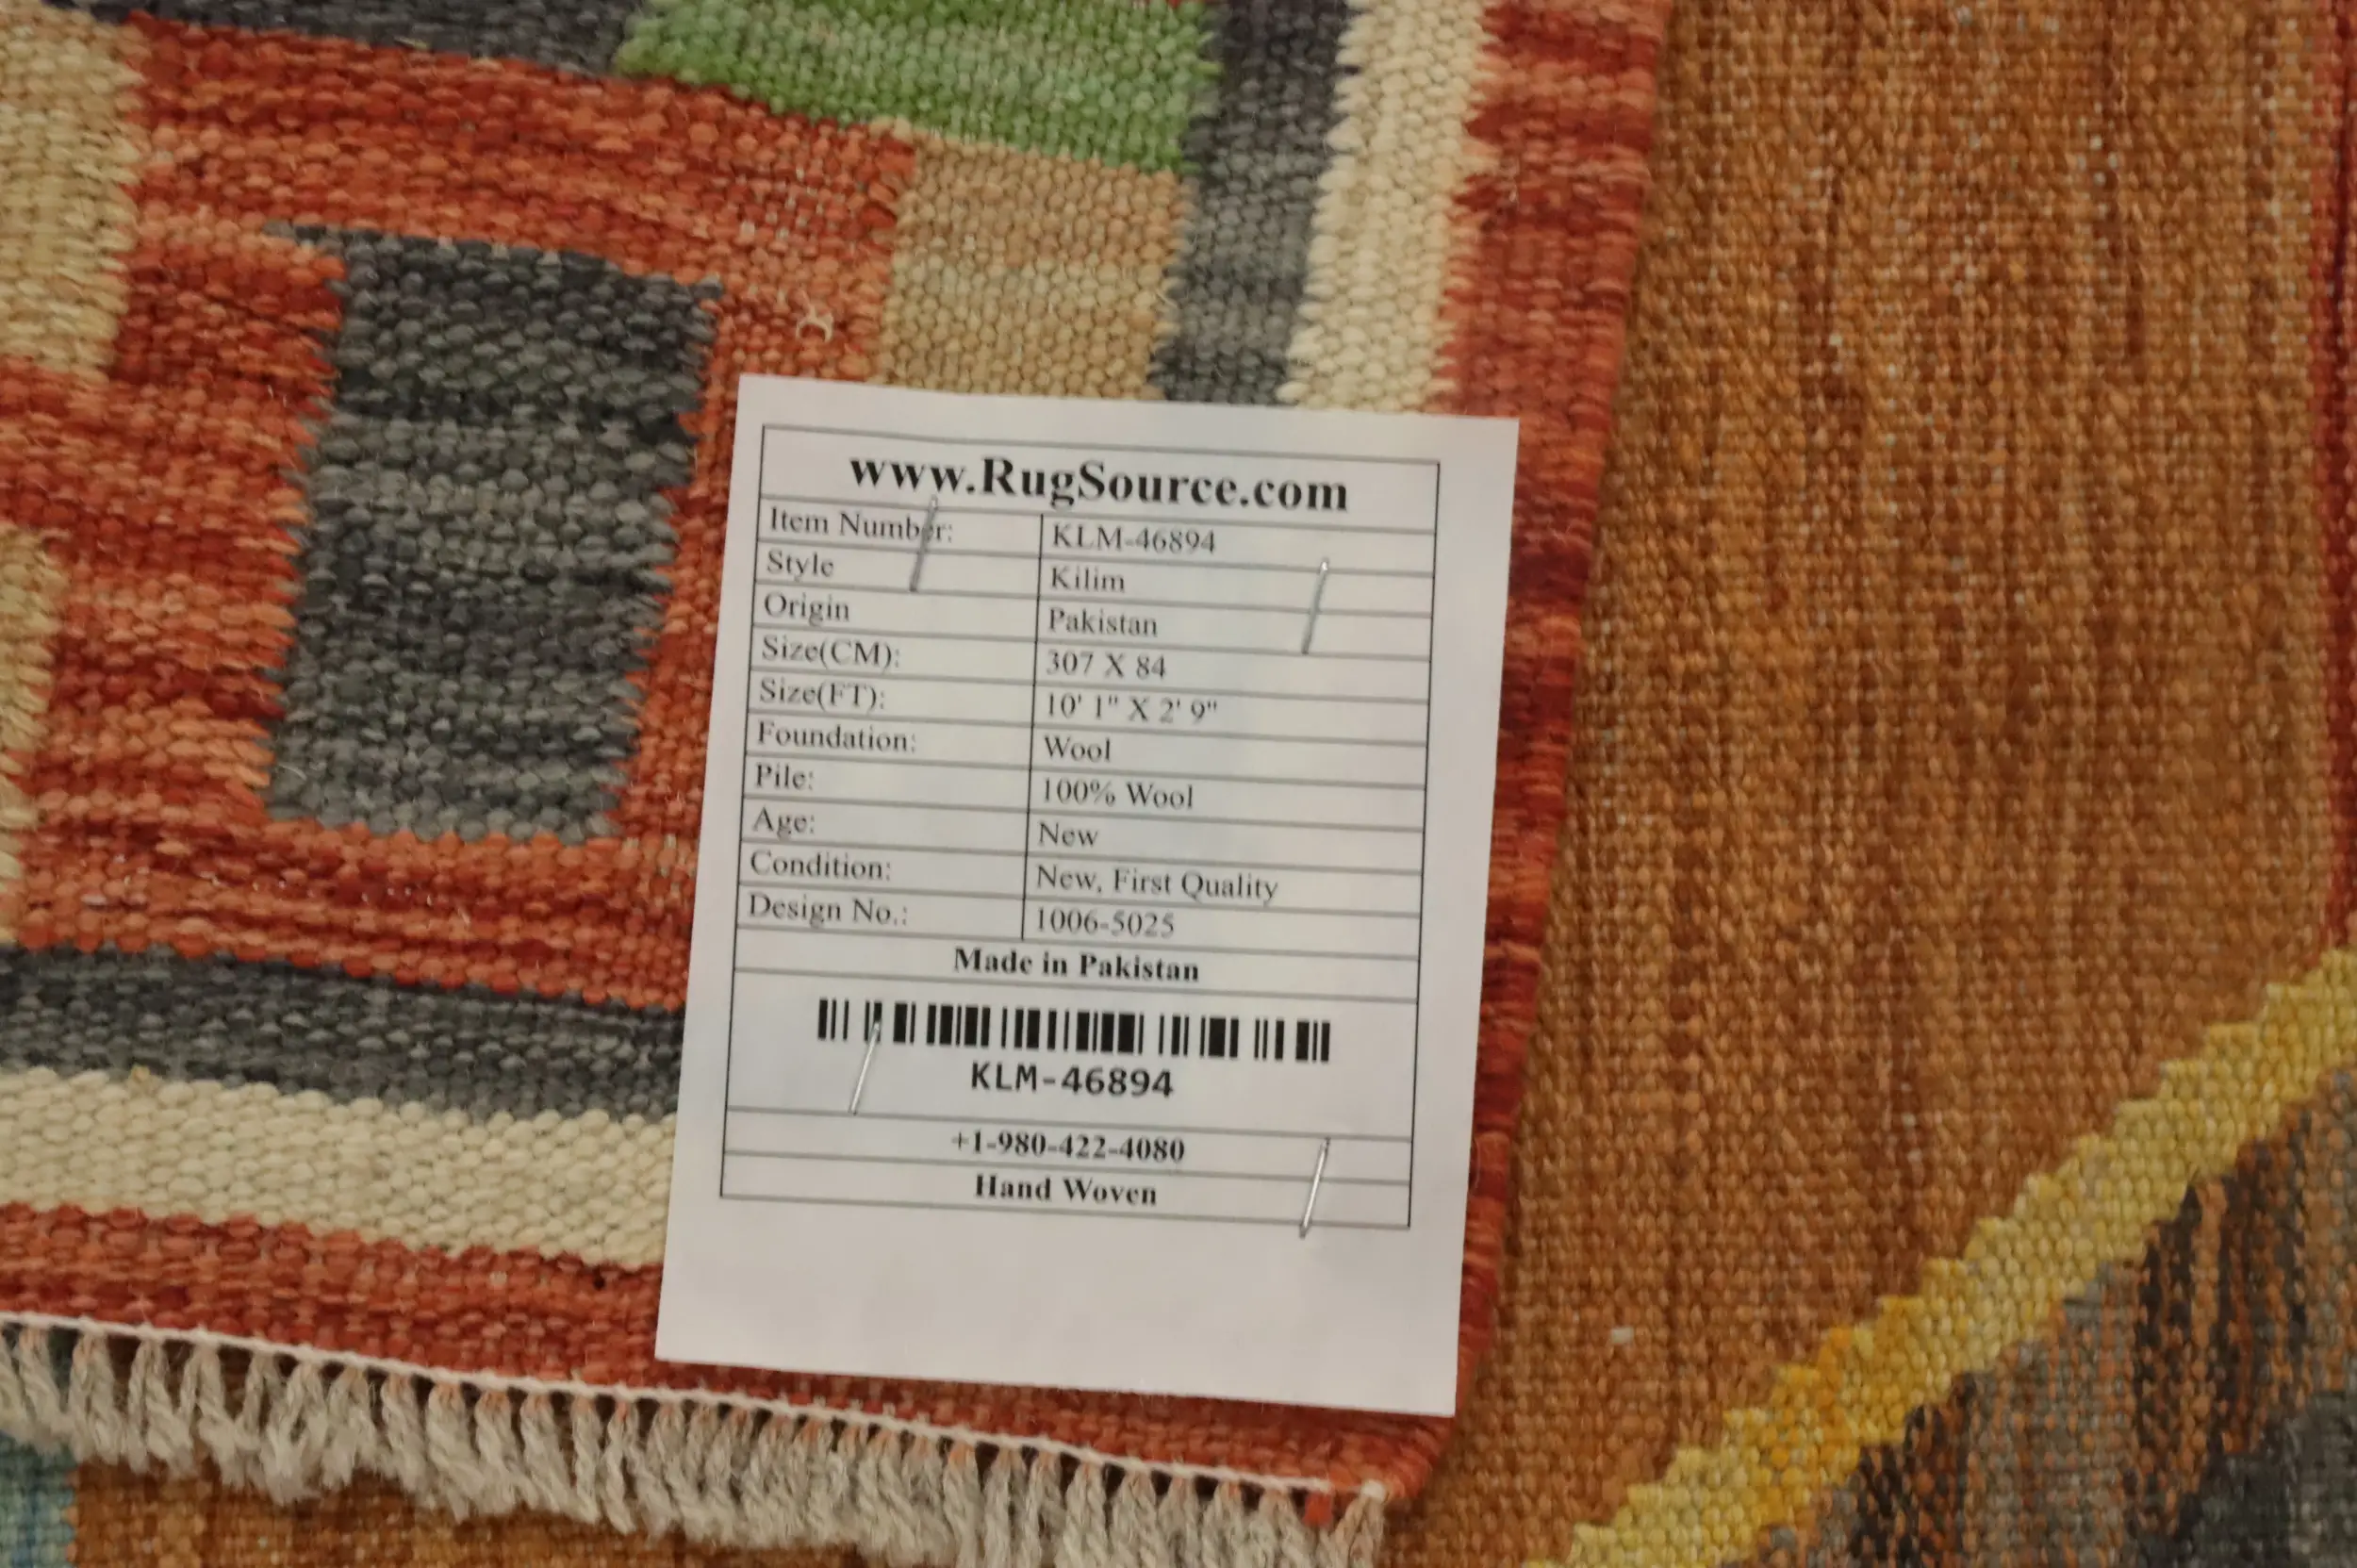 www.RugSource.com
Item Number: KLM-46894
Style Kilim
Origin Pakistan
Size(CM): 307 X 84
Size(FT): 10' 1" X 2' 9"
Foundation: Wool
Pile: 100% Wool
Age: New
Condition: New, First Quality
Design No.: 1006-5025
Made in Pakistan
KLM-46894
+1-980-422-4080
Hand Woven